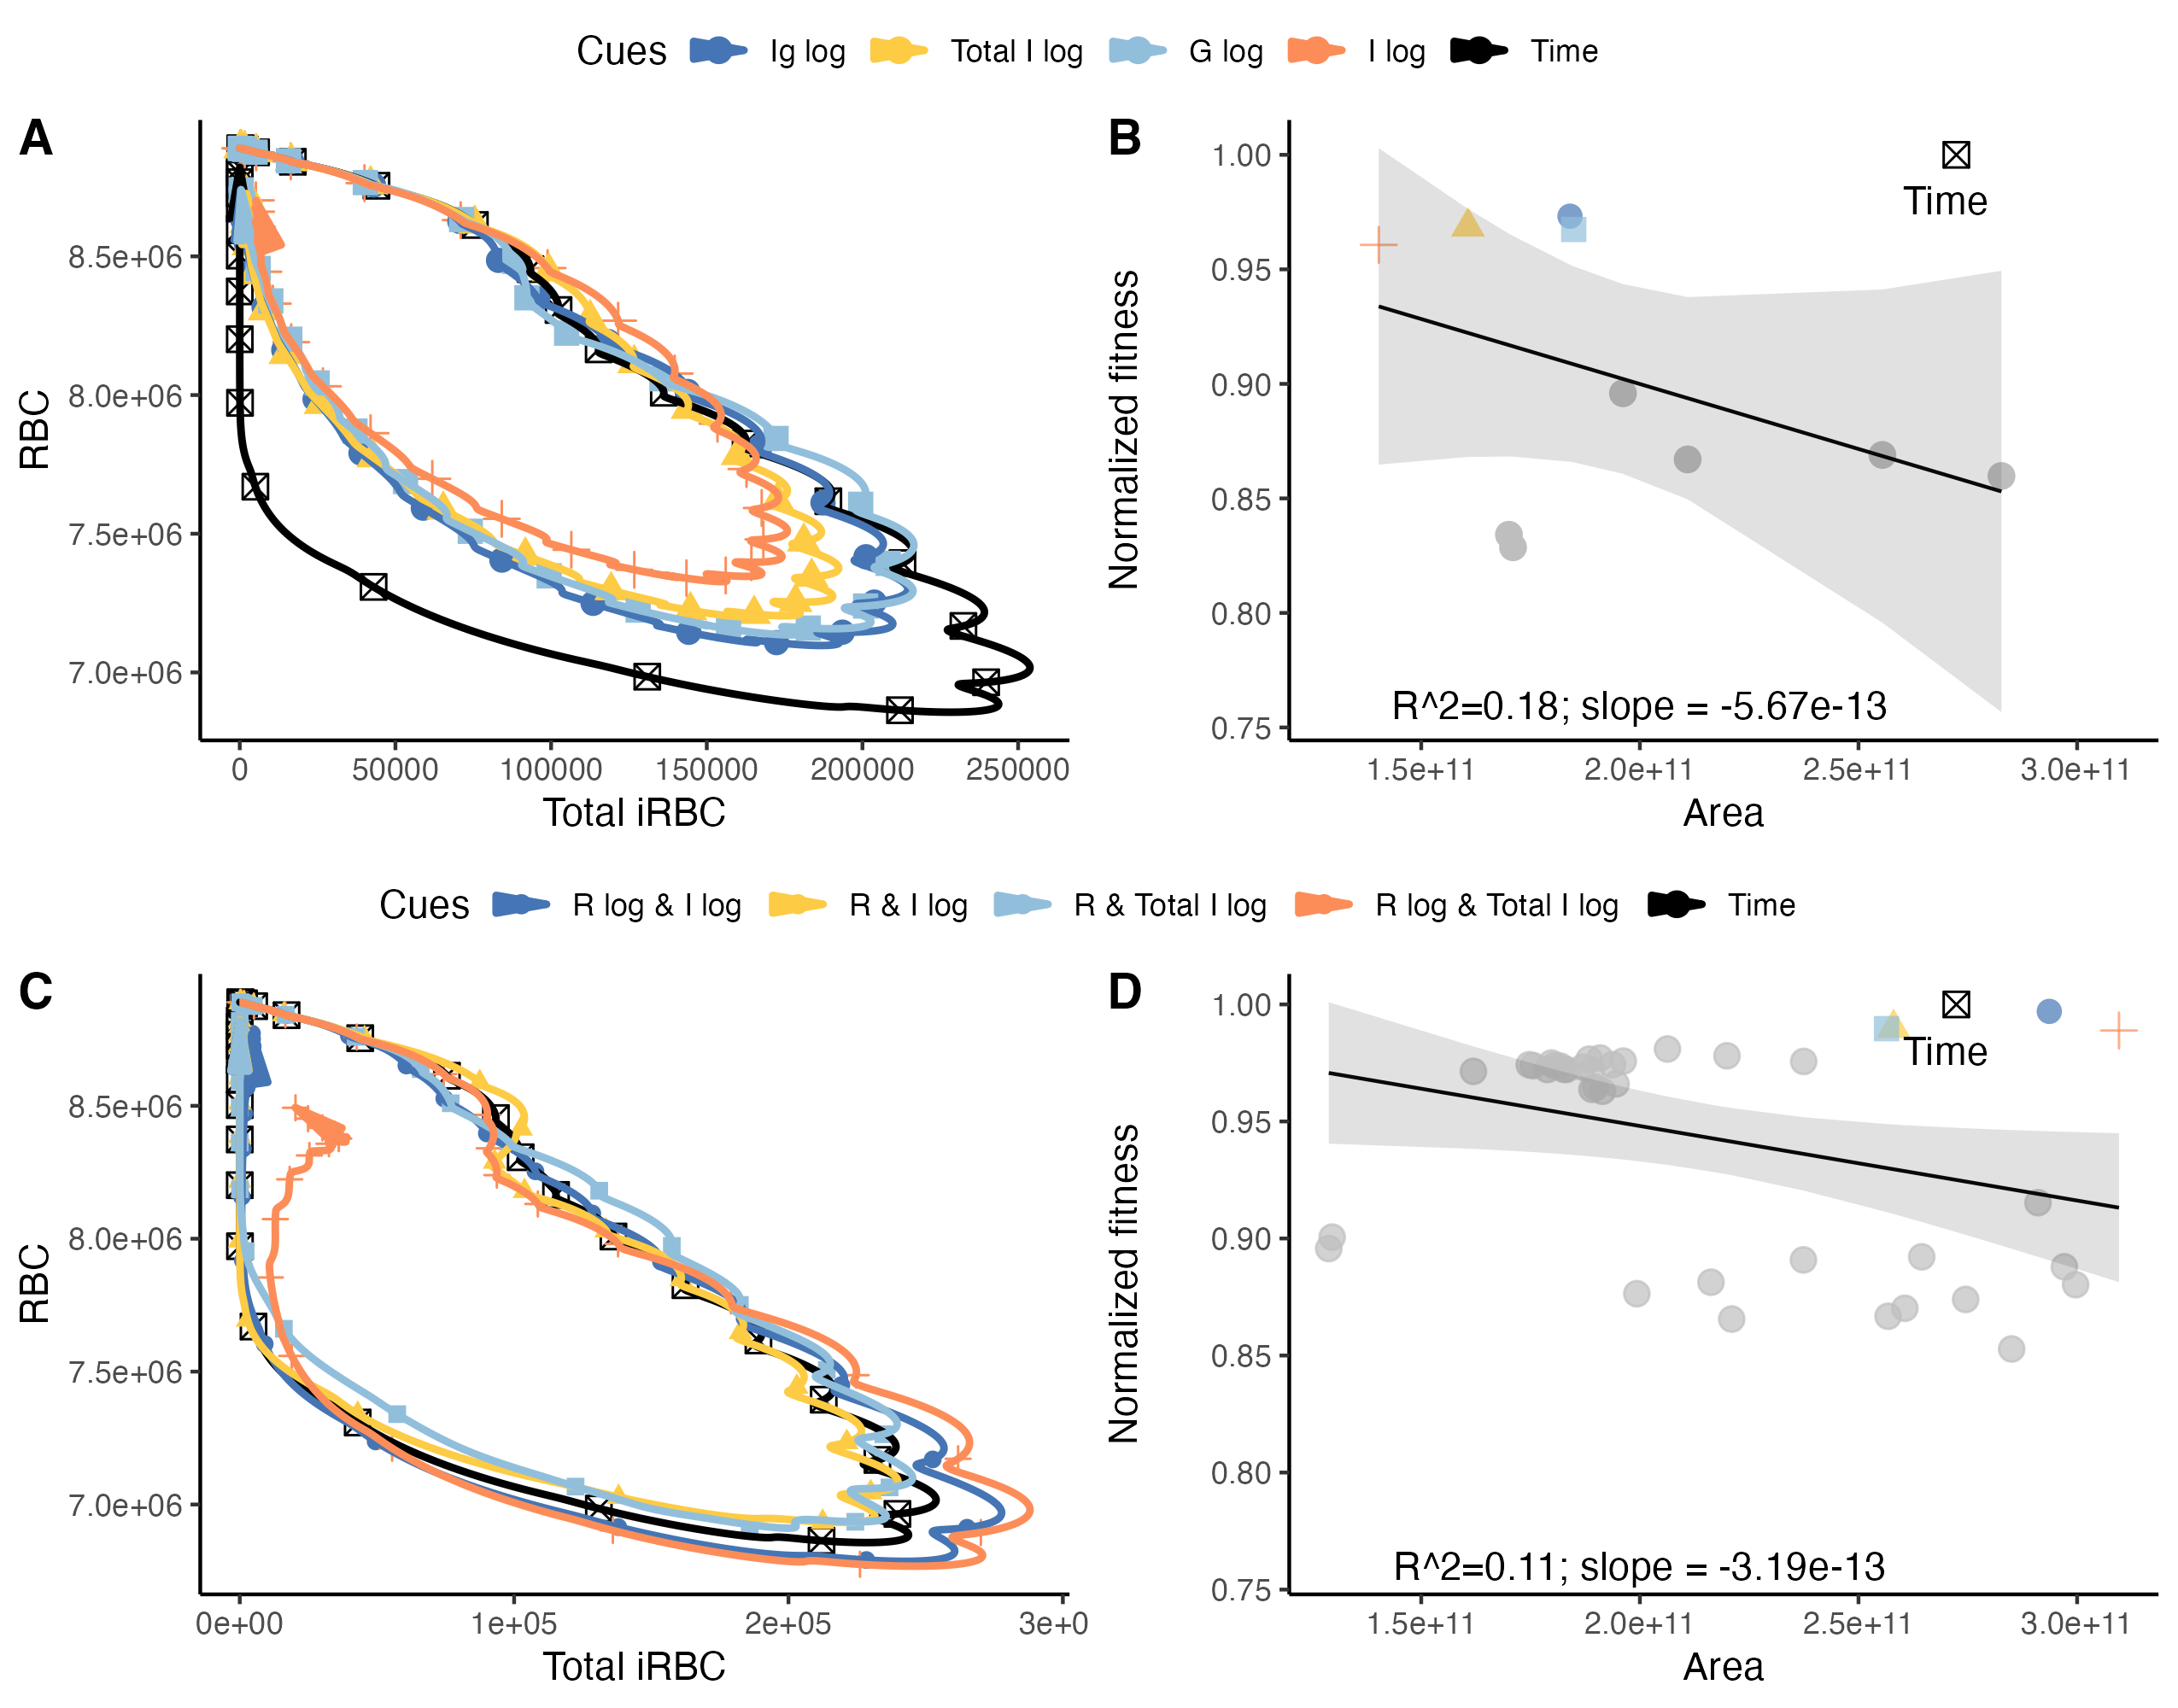 Cues Ig log Total I log G log I log Time
A
RBC
8.5e+06
8.0e+06
7.5e+06
7.0e+06
0 50000 100000 150000 200000 250000
Total iRBC
B
Normalized fitness
1.00
0.95
0.90
0.85
0.80
0.75
Time
R^2=0.18; slope = -5.67e-13
1.5e+11 2.0e+11 2.5e+11 3.0e+11
Area
Cues R log & I log R & I log R & Total I log R log & Total I log Time
C
RBC
8.5e+06
8.0e+06
7.5e+06
7.0e+06
0e+00 1e+05 2e+05 3e+0
Total iRBC
D
Normalized fitness
1.00
0.95
0.90
0.85
0.80
0.75
Time
R^2=0.11; slope = -3.19e-13
1.5e+11 2.0e+11 2.5e+11 3.0e+11
Area